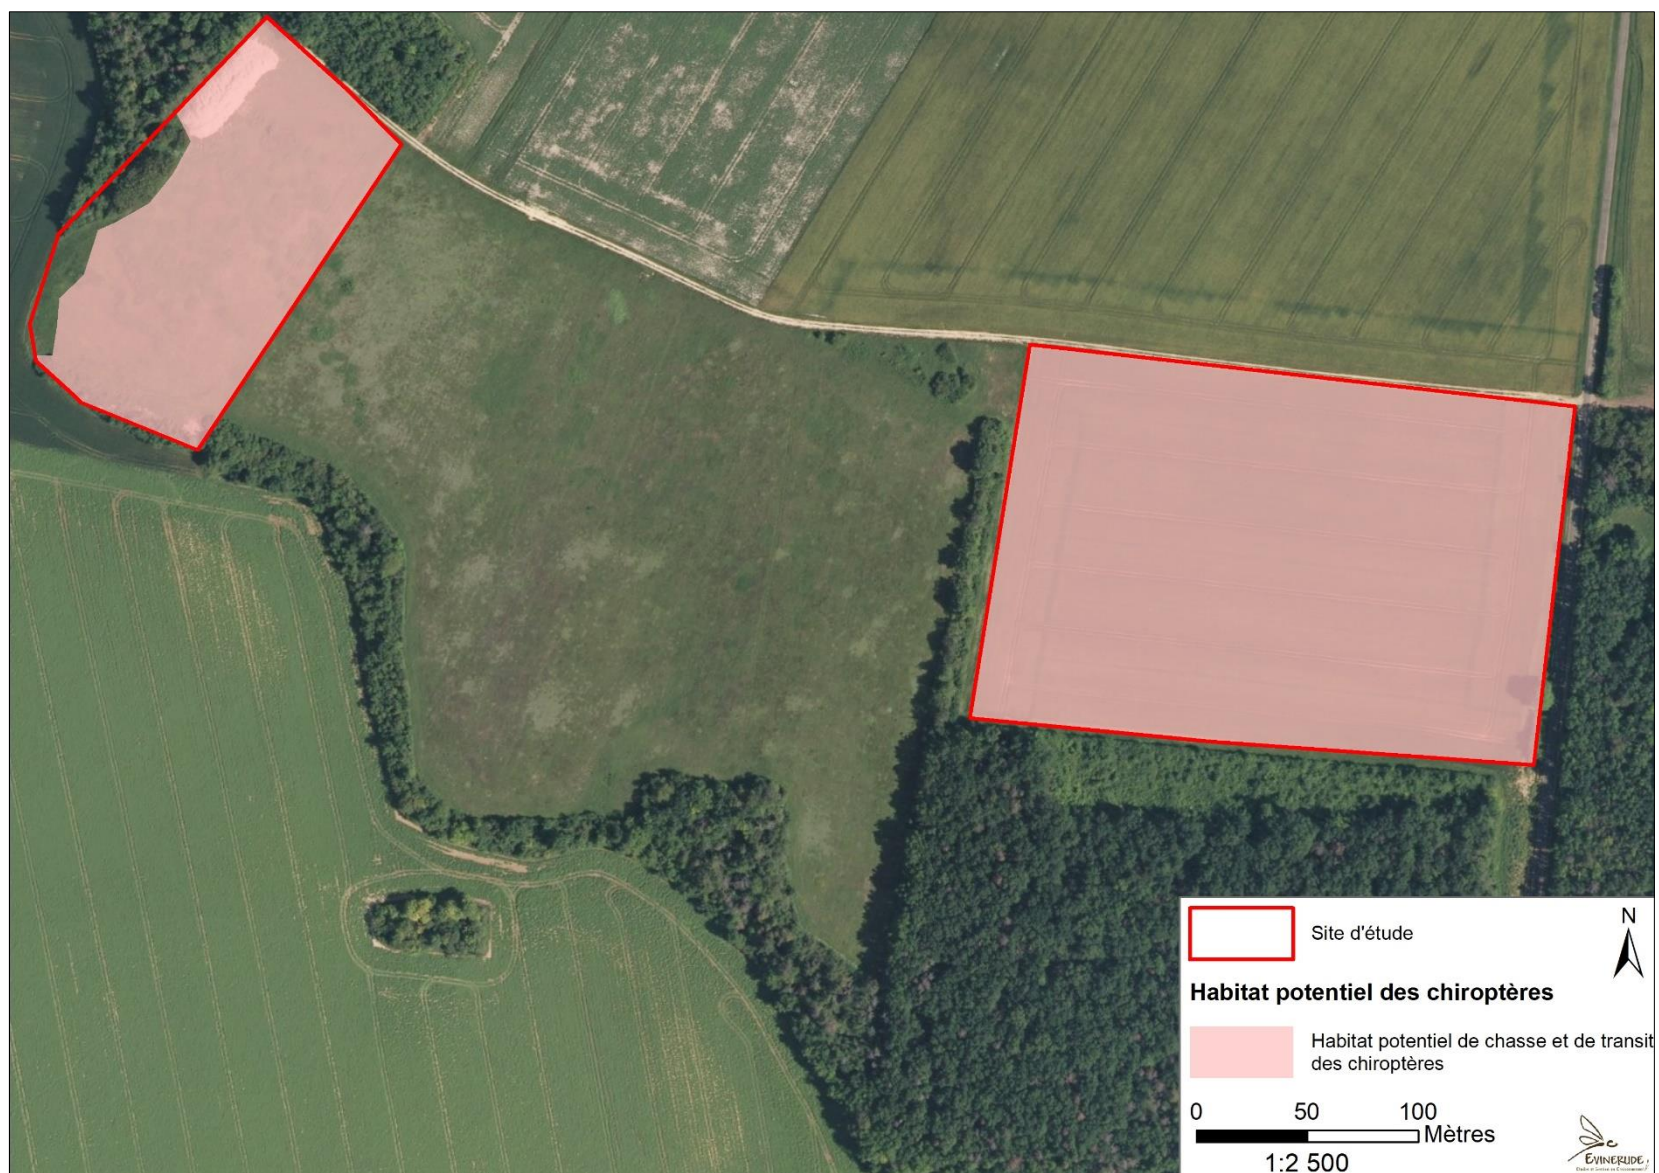 Site d'étude
N
Habitat potentiel des chiroptères
Habitat potentiel de chasse et de transit
des chiroptères
0 50 100
Mètres
1:2 500
EVINERUDE